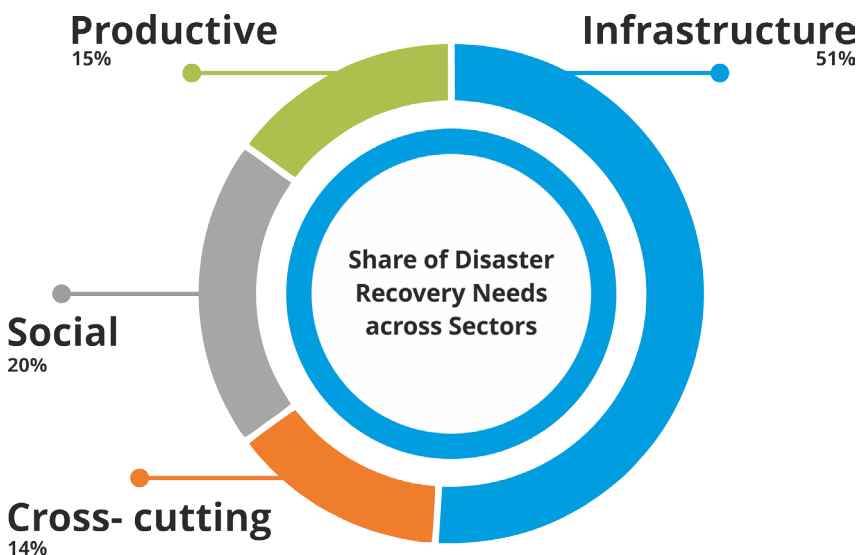 Productive
15%
Infrastructure
51%
Share of Disaster
Recovery Needs
across Sectors
Social
20%
Cross- cutting
14%